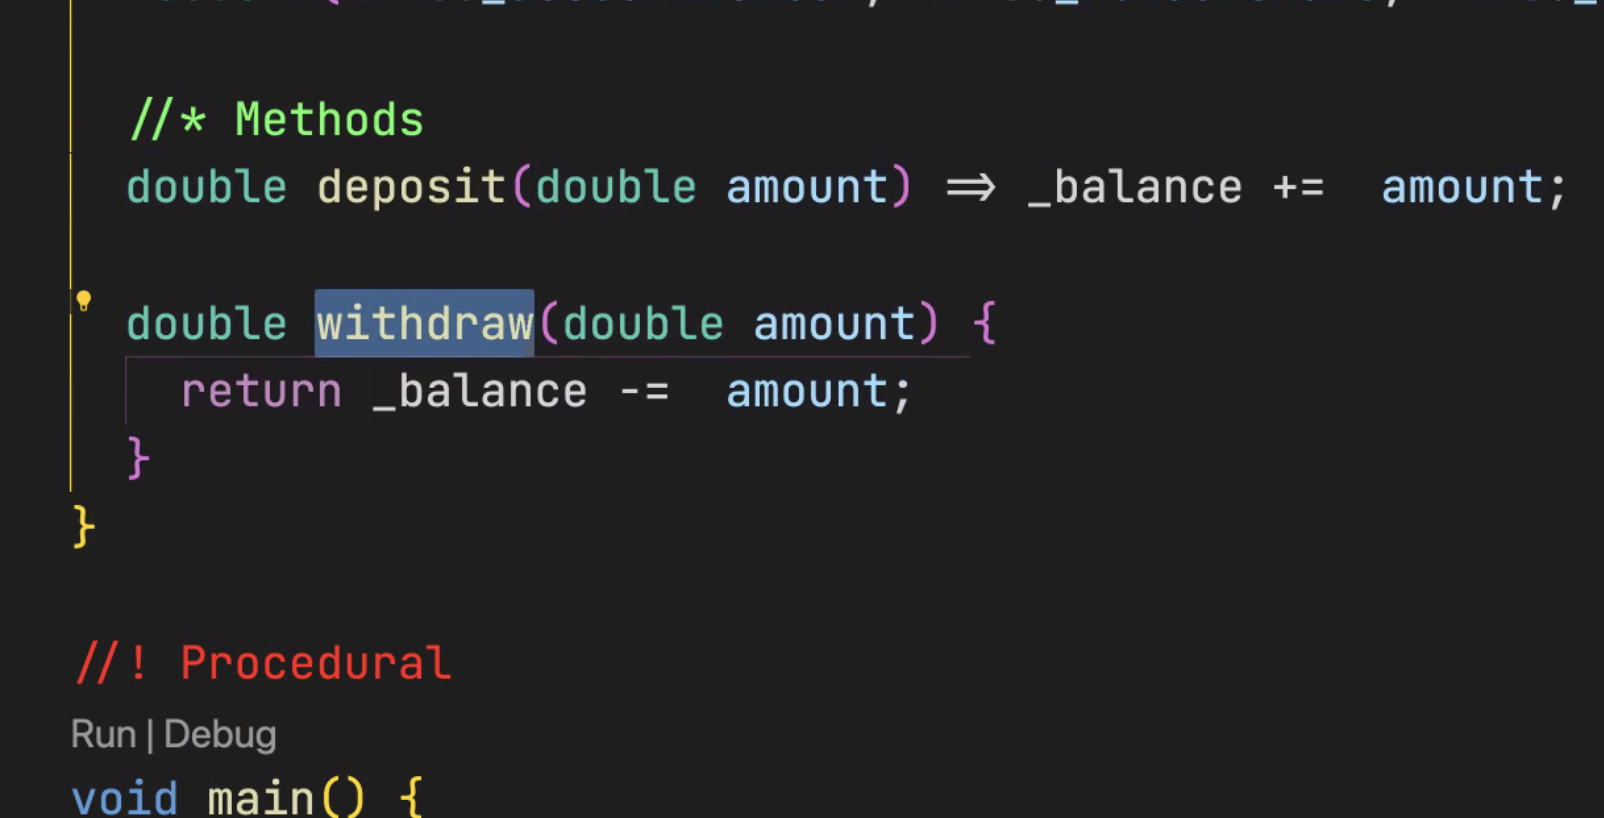 //* Methods
double deposit(double amount) => _balance += amount;
double withdraw(double amount) {
return _balance -= amount;
}
}
//! Procedural
Run | Debug
void main() {